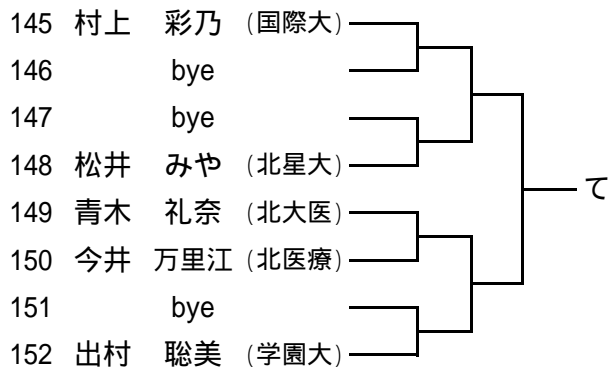 145 村上 彩乃 (国際大)
146 bye
147 bye
148 松井 みや (北星大)
て
149 青木 礼奈 (北大医)
150 今井 万里江 (北医療)
151 bye
152 出村 聡美 (学園大)